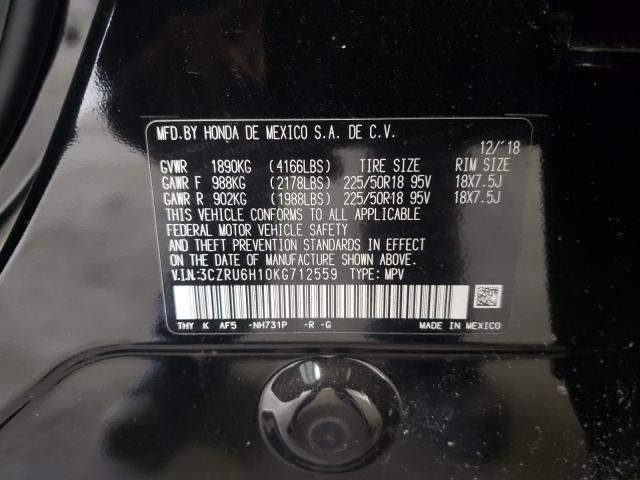 MFD.BY HONDA DE MEXICO S.A. DE C.V.
12/'18
GVWR 1890KG (4166LBS) TIRE SIZE RIM SIZE
GAWR F 988KG (2178LBS) 225/50R18 95V 18X7.5J
GAWR R 902KG (1988LBS) 225/50R18 95V 18X7.5J
THIS VEHICLE CONFORMS TO ALL APPLICABLE
FEDERAL MOTOR VEHICLE SAFETY
AND THEFT PREVENTION STANDARDS IN EFFECT
ON THE DATE OF MANUFACTURE SHOWN ABOVE.
V.I.N:3CZRU6H10KG712559 TYPE: MPV
THY K AF5 -NH731P -R -G MADE IN MEXICO